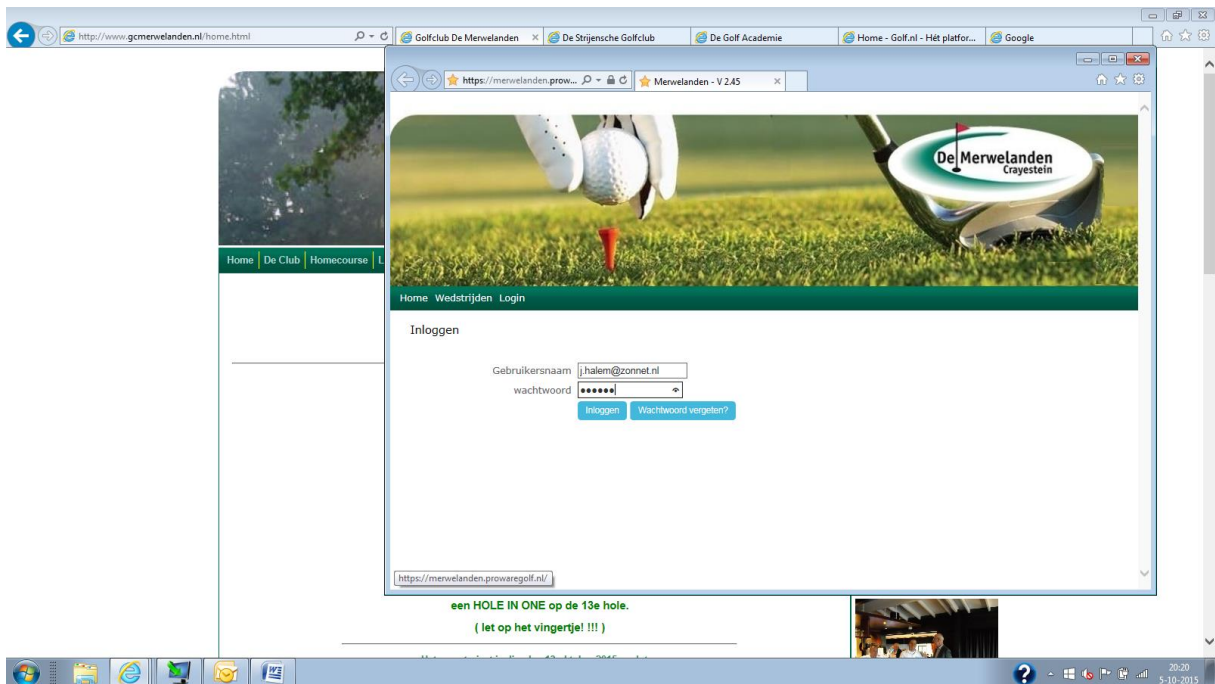 http://www.gcmerwelanden.nl/home.html
Golfclub De Merwelanden
De Strijensche Golfclub
De Golf Academie
Home - Golf.nl - Hét platfor...
Google
https://merwelanden.prow...
Merwelanden - V 2.45
De Merwelanden
Crayestein
Home De Club Homecourse L
Home Wedstrijden Login
Inloggen
Gebruikersnaam j.halem@zonnet.nl
wachtwoord ••••••
Inloggen Wachtwoord vergeten?
https://merwelanden.prowaregolf.nl/
een HOLE IN ONE op de 13e hole.
( let op het vingertje! !!! )
20:20
5-10-2015